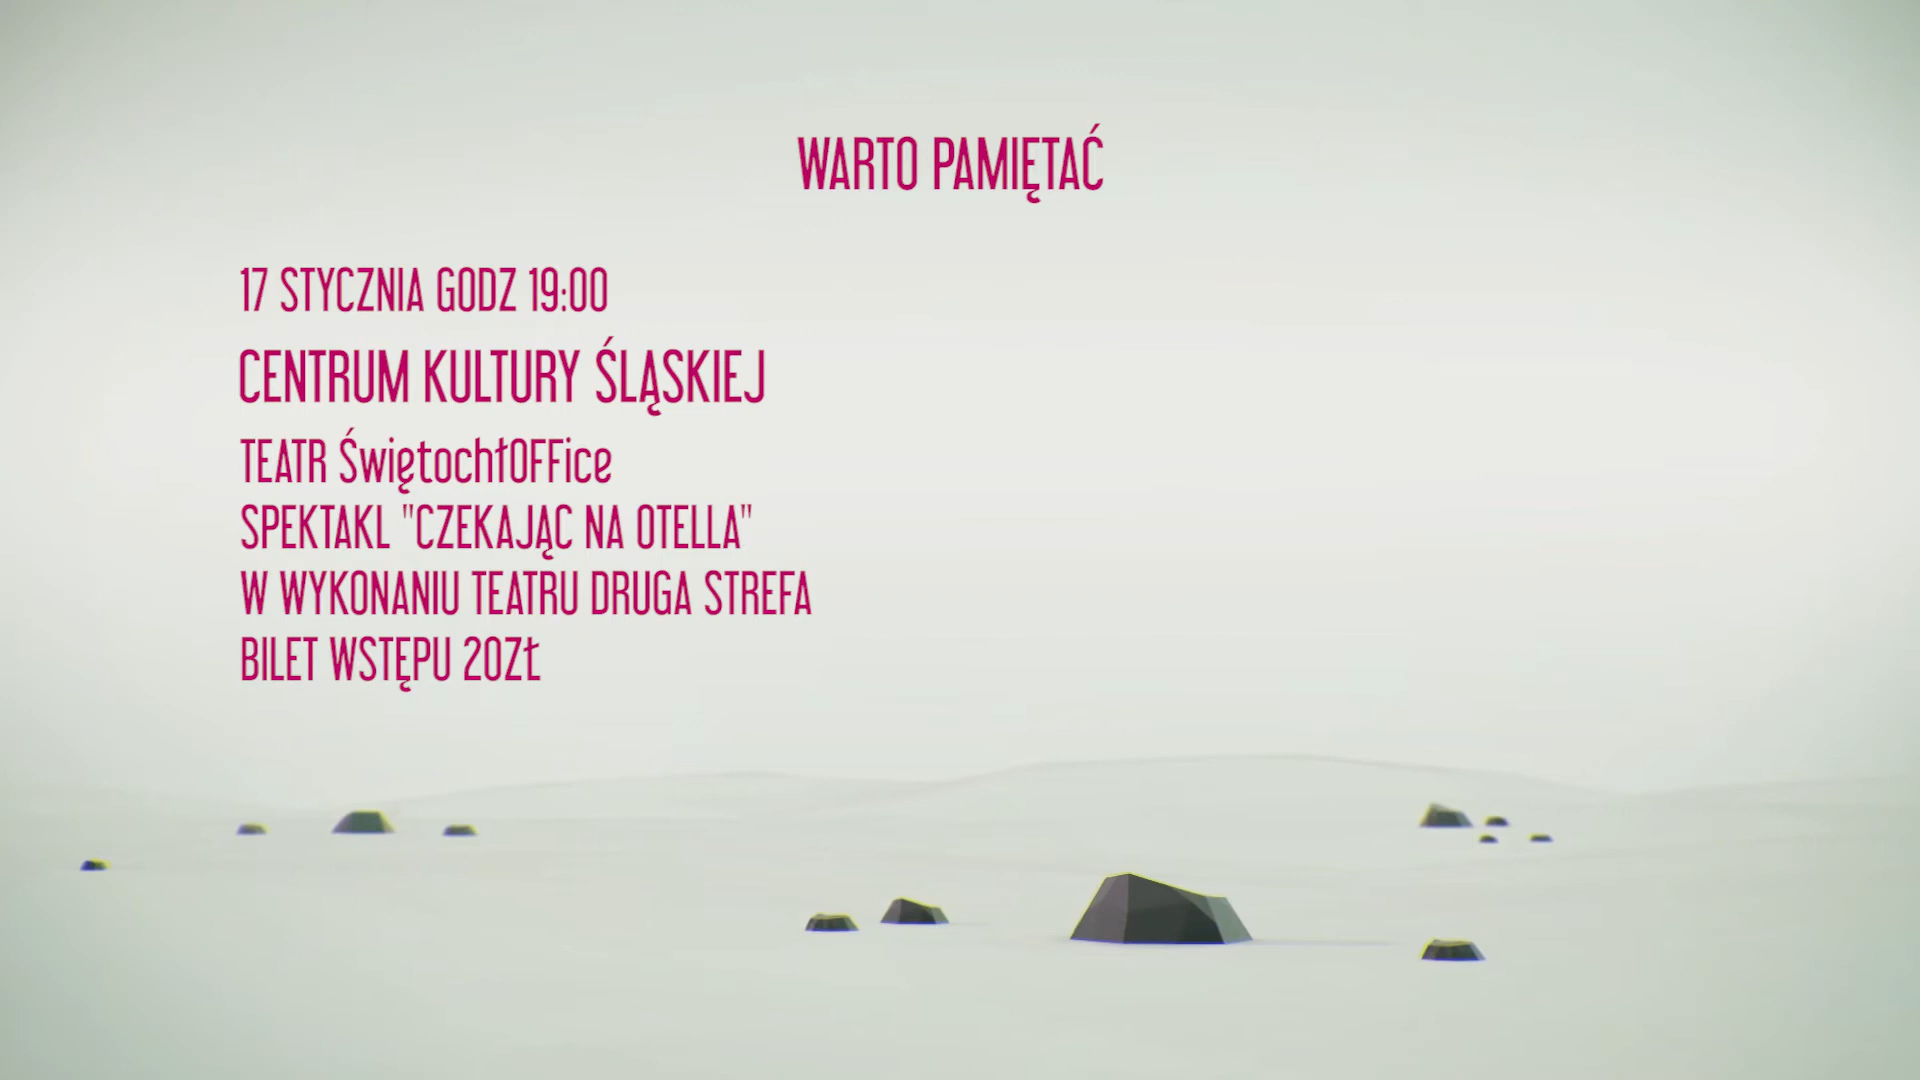 WARTO PAMIĘTAĆ
17 STYCZNIA GODZ 19:00
CENTRUM KULTURY ŚLĄSKIEJ
TEATR ŚwiętochłOFFice
SPEKTAKL "CZEKAJĄC NA OTELLA"
W WYKONANIU TEATRU DRUGA STREFA
BILET WSTĘPU 20ZŁ